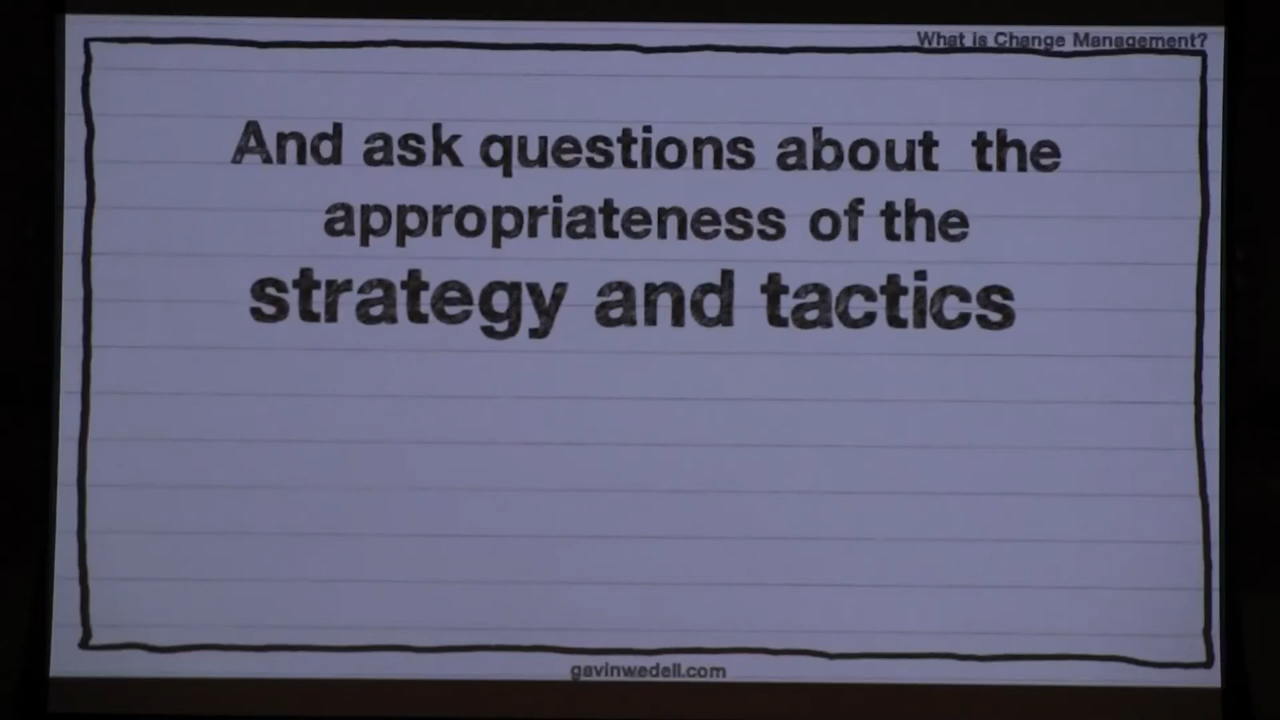 What is Change Management?
And ask questions about the
appropriateness of the
strategy and tactics
gavinwedell.com